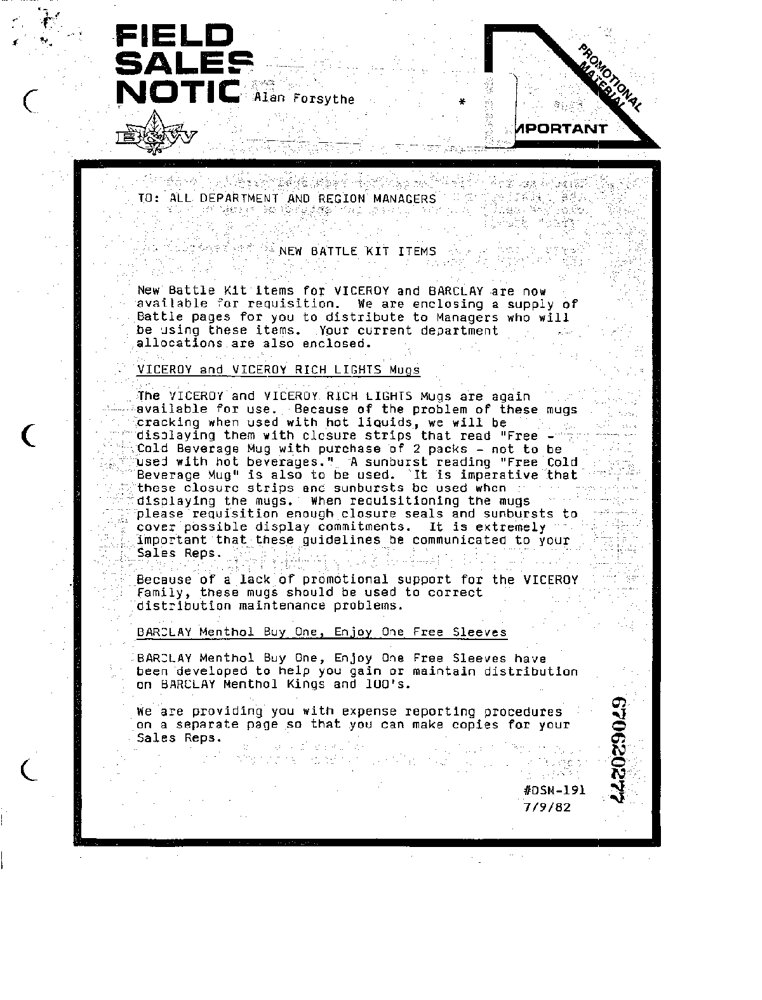 FIELD
SALES
NOTIC
Alan Forsythe *
PROMOTIONAL
MATERIAL
MPORTANT
B&W
TO: ALL DEPARTMENT AND REGION MANAGERS
NEW BATTLE KIT ITEMS
New Battle Kit items for VICEROY and BARCLAY are now
available for requisition. We are enclosing a supply of
Battle pages for you to distribute to Managers who will
be using these items. Your current department
allocations are also enclosed.
VICEROY and VICEROY RICH LIGHTS Mugs
The VICEROY and VICEROY RICH LIGHTS Mugs are again
available for use. Because of the problem of these mugs
cracking when used with hot liquids, we will be
displaying them with closure strips that read "Free -
Cold Beverage Mug with purchase of 2 packs - not to be
used with hot beverages." A sunburst reading "Free Cold
Beverage Mug" is also to be used. It is imperative that
these closure strips and sunbursts be used when
displaying the mugs. When requisitioning the mugs
please requisition enough closure seals and sunbursts to
cover possible display commitments. It is extremely
important that these guidelines be communicated to your
Sales Reps.
Because of a lack of promotional support for the VICEROY
Family, these mugs should be used to correct
distribution maintenance problems.
BARCLAY Menthol Buy One, Enjoy One Free Sleeves
BARCLAY Menthol Buy One, Enjoy One Free Sleeves have
been developed to help you gain or maintain distribution
on BARCLAY Menthol Kings and 100's.
We are providing you with expense reporting procedures
on a separate page so that you can make copies for your
Sales Reps.
#DSM-191
7/9/82
670620277